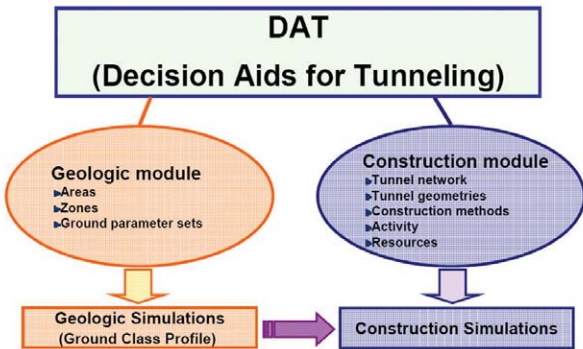 DAT
(Decision Aids for Tunneling)
Geologic module
Areas
Zones
Ground parameter sets
Construction module
Tunnel network
Tunnel geometries
Construction methods
Activity
Resources
Geologic Simulations
(Ground Class Profile)
Construction Simulations